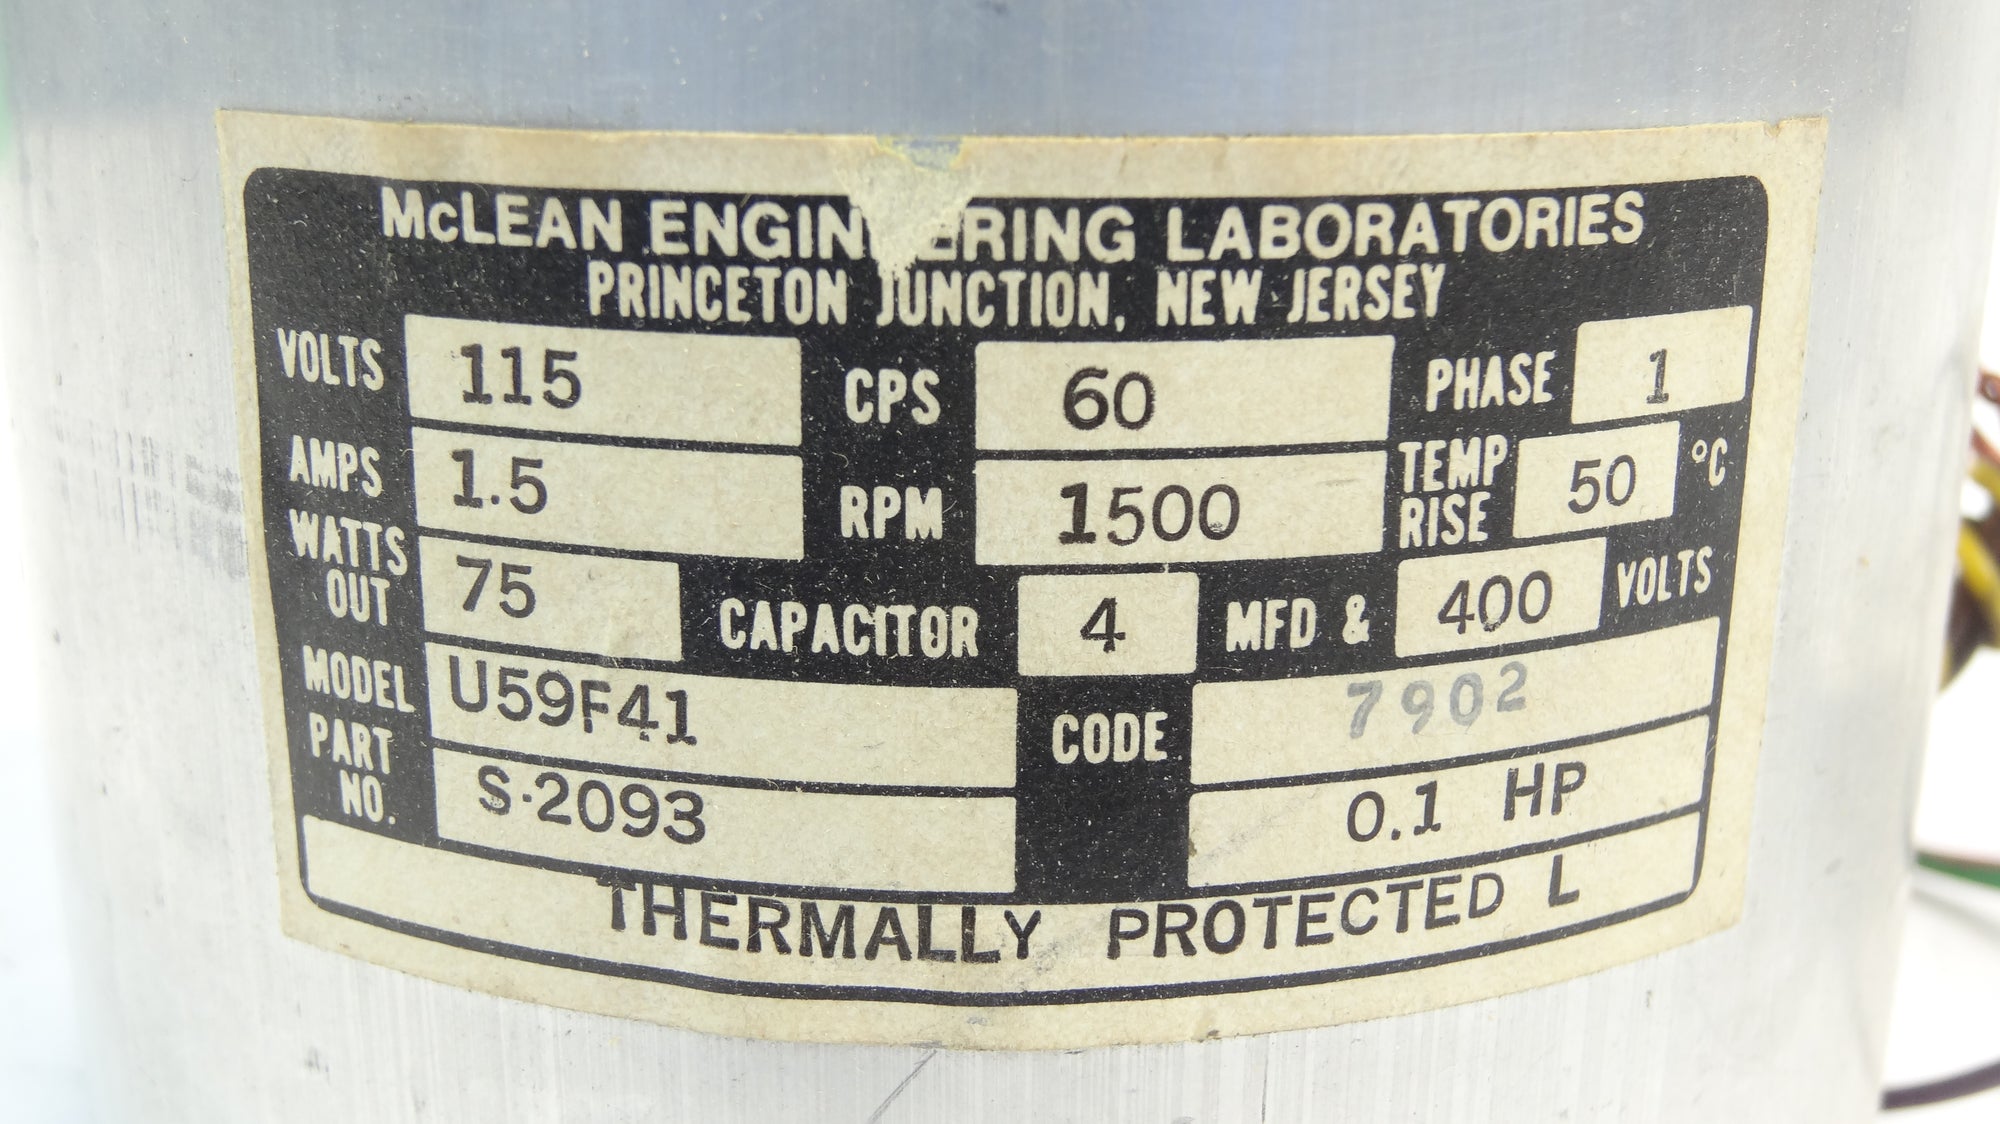 McLEAN ENGINEERING LABORATORIES
PRINCETON JUNCTION, NEW JERSEY
VOLTS 115 CPS 60 PHASE 1
AMPS 1.5 RPM 1500 TEMP RISE 50 °C
WATTS OUT 75 CAPACITOR 4 MFD & 400 VOLTS
MODEL U59F41 CODE 7902
PART NO. S-2093 0.1 HP
THERMALLY PROTECTED L